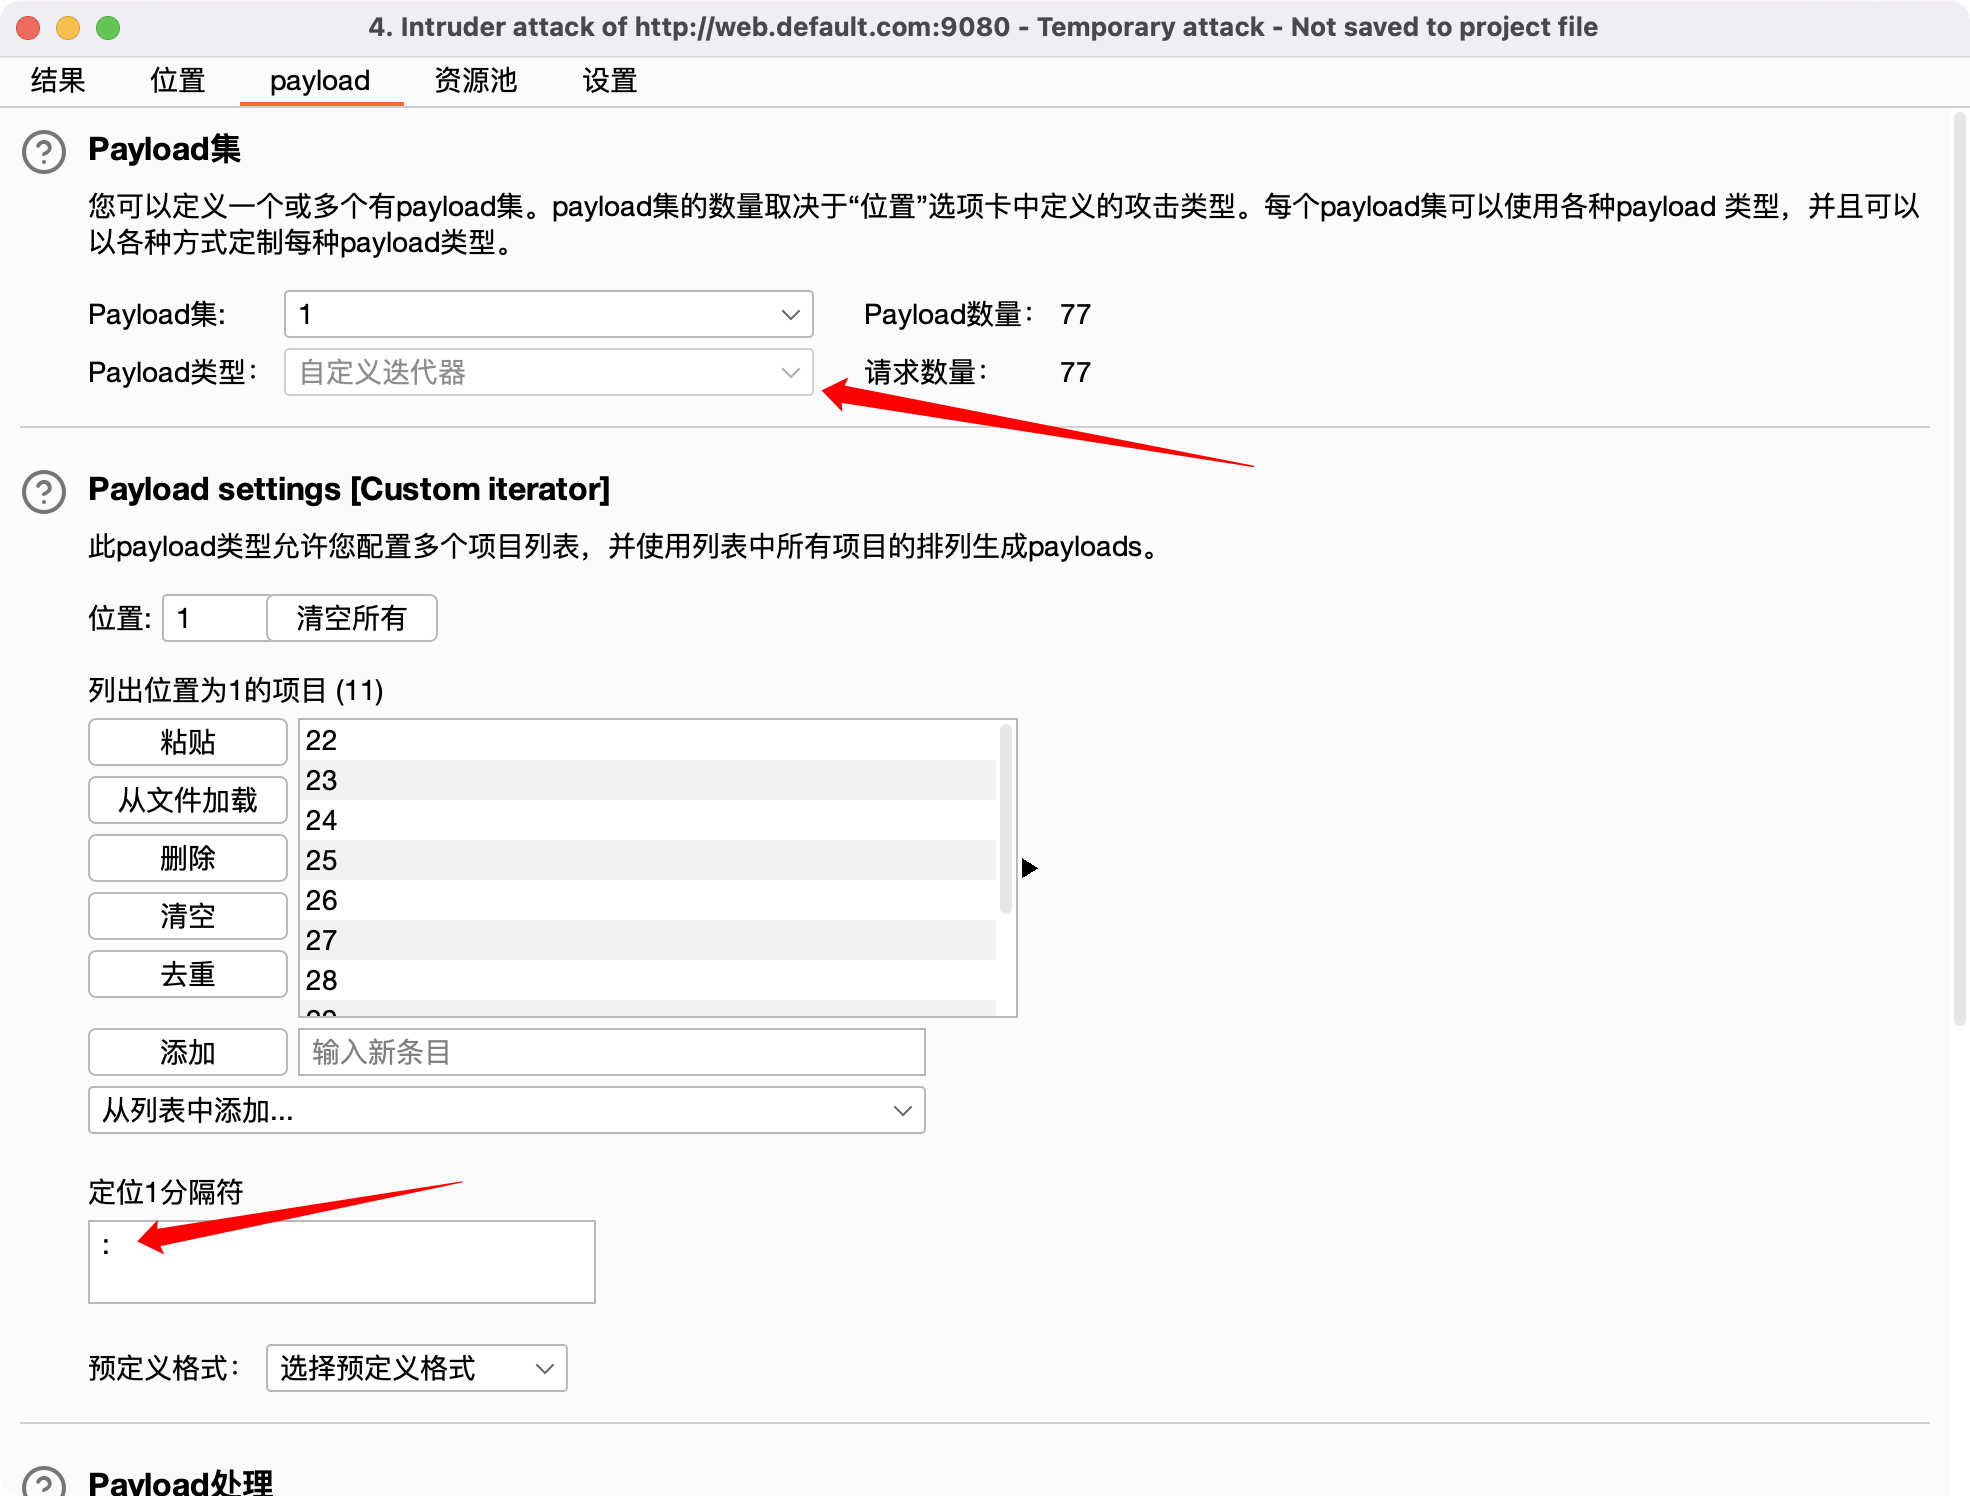 4. Intruder attack of http://web.default.com:9080 - Temporary attack - Not saved to project file
结果 位置 payload 资源池 设置
Payload集
您可以定义一个或多个有payload集。payload集的数量取决于“位置”选项卡中定义的攻击类型。每个payload集可以使用各种payload 类型，并且可以
以各种方式定制每种payload类型。
Payload集: 1 Payload数量： 77
Payload类型： 自定义迭代器 请求数量： 77
Payload settings [Custom iterator]
此payload类型允许您配置多个项目列表，并使用列表中所有项目的排列生成payloads。
位置: 1 清空所有
列出位置为1的项目 (11)
粘贴
从文件加载
删除
清空
去重
22
23
24
25
26
27
28
添加 输入新条目
从列表中添加...
定位1分隔符
:
预定义格式： 选择预定义格式
Payload处理